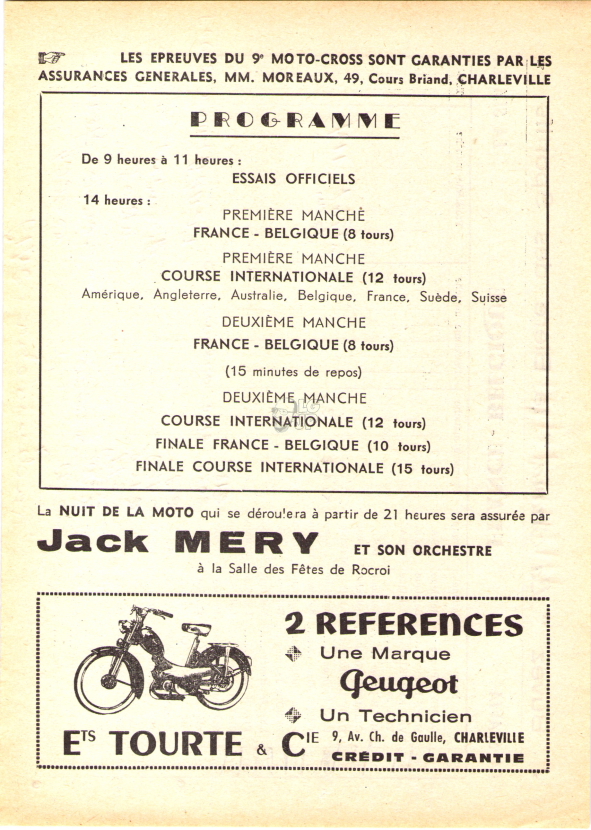 LES EPREUVES DU 9e MOTO-CROSS SONT GARANTIES PAR LES
ASSURANCES GENERALES, MM. MOREAUX, 49, Cours Briand, CHARLEVILLE
PROGRAMME
De 9 heures à 11 heures :
ESSAIS OFFICIELS
14 heures :
PREMIÈRE MANCHE
FRANCE - BELGIQUE (8 tours)
PREMIÈRE MANCHE
COURSE INTERNATIONALE (12 tours)
Amérique, Angleterre, Australie, Belgique, France, Suède, Suisse
DEUXIÈME MANCHE
FRANCE - BELGIQUE (8 tours)
(15 minutes de repos)
DEUXIÈME MANCHE
COURSE INTERNATIONALE (12 tours)
FINALE FRANCE - BELGIQUE (10 tours)
FINALE COURSE INTERNATIONALE (15 tours)
La NUIT DE LA MOTO qui se déroulera à partir de 21 heures sera assurée par
Jack MERY ET SON ORCHESTRE
à la Salle des Fêtes de Rocroi
2 REFERENCES
Une Marque
Peugeot
Un Technicien
ETS TOURTE & CIE 9, Av. Ch. de Gaulle, CHARLEVILLE
CRÉDIT - GARANTIE